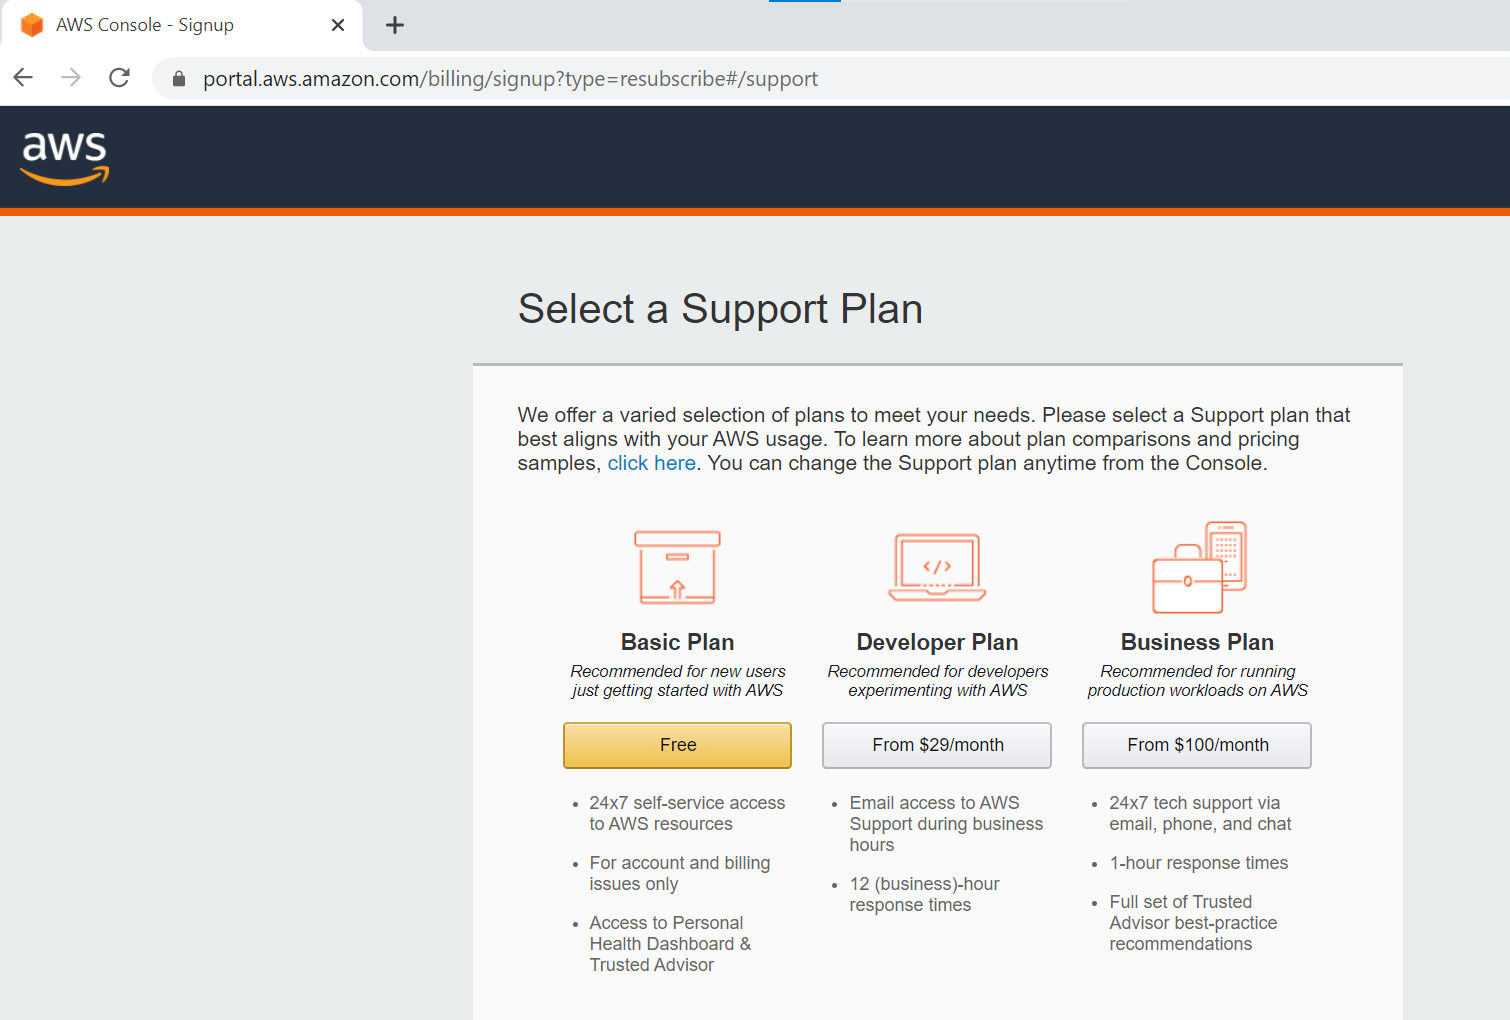 AWS Console - Signup
portal.aws.amazon.com/billing/signup?type=resubscribe#/support
aws
Select a Support Plan
We offer a varied selection of plans to meet your needs. Please select a Support plan that
best aligns with your AWS usage. To learn more about plan comparisons and pricing
samples, click here. You can change the Support plan anytime from the Console.
</>
Basic Plan
Recommended for new users
just getting started with AWS
Free
24x7 self-service access
to AWS resources
For account and billing
issues only
Access to Personal
Health Dashboard &
Trusted Advisor
Developer Plan
Recommended for developers
experimenting with AWS
From $29/month
Email access to AWS
Support during business
hours
12 (business)-hour
response times
Business Plan
Recommended for running
production workloads on AWS
From $100/month
24x7 tech support via
email, phone, and chat
1-hour response times
Full set of Trusted
Advisor best-practice
recommendations